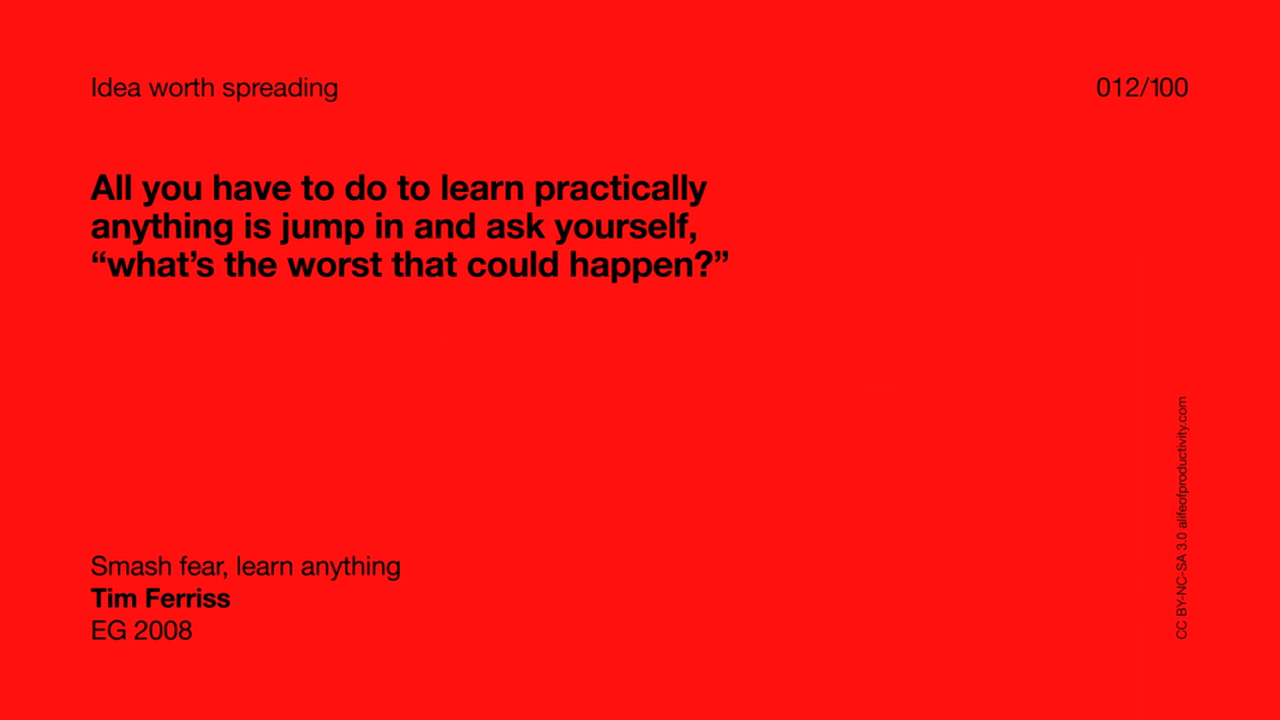 Idea worth spreading
012/100
All you have to do to learn practically
anything is jump in and ask yourself,
“what’s the worst that could happen?”
Smash fear, learn anything
Tim Ferriss
EG 2008
CC BY-NC-SA 3.0 alifeofproductivity.com